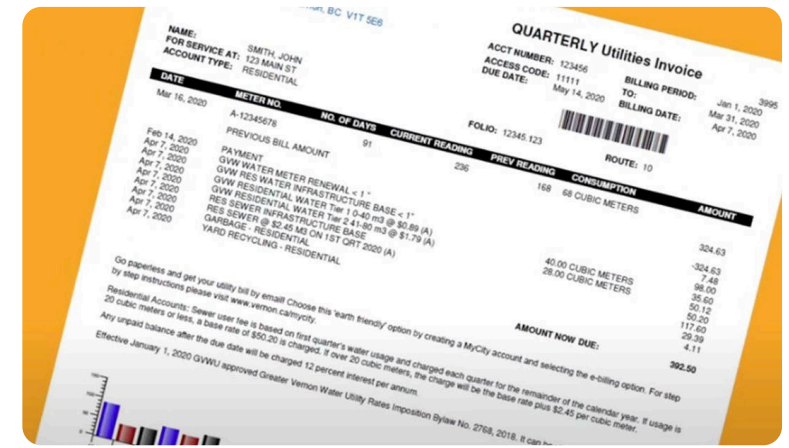 BC V1T 5E6
QUARTERLY Utilities Invoice
NAME: SMITH, JOHN
FOR SERVICE AT: 123 MAIN ST
ACCOUNT TYPE: RESIDENTIAL
ACCT NUMBER: 123456
ACCESS CODE: 11111
DUE DATE: May 14, 2020
3995
BILLING PERIOD: Jan 1, 2020
TO: Mar 31, 2020
BILLING DATE: Apr 7, 2020
FOLIO: 12345.123
ROUTE: 10
DATE METER NO. NO. OF DAYS CURRENT READING PREV READING CONSUMPTION AMOUNT
Mar 16, 2020 A-12345678 91 236 168 68 CUBIC METERS
PREVIOUS BILL AMOUNT 324.63
Feb 14, 2020 PAYMENT -324.63
Apr 7, 2020 GVW WATER METER RENEWAL < 1" 7.48
Apr 7, 2020 GVW RES WATER INFRASTRUCTURE BASE < 1" 98.00
Apr 7, 2020 GVW RESIDENTIAL WATER Tier 1 0-40 m3 @ $0.89 (A) 40.00 CUBIC METERS 35.60
Apr 7, 2020 GVW RESIDENTIAL WATER Tier 2 41-80 m3 @ $1.79 (A) 28.00 CUBIC METERS 50.12
Apr 7, 2020 RES SEWER INFRASTRUCTURE BASE 50.20
Apr 7, 2020 RES SEWER @ $2.45 M3 ON 1ST QRT 2020 (A) 117.60
Apr 7, 2020 GARBAGE - RESIDENTIAL 29.39
Apr 7, 2020 YARD RECYCLING - RESIDENTIAL 4.11
AMOUNT NOW DUE: 392.50
Go paperless and get your utility bill by email! Choose this 'earth friendly' option by creating a MyCity account and selecting the e-billing option. For step
by step instructions please visit www.vernon.ca/mycity.
Residential Accounts: Sewer user fee is based on first quarter's water usage and charged each quarter for the remainder of the calendar year. If usage is
20 cubic meters or less, a base rate of $50.20 is charged. If over 20 cubic meters, the charge will be the base rate plus $2.45 per cubic meter.
Any unpaid balance after the due date will be charged 12 percent interest per annum.
Effective January 1, 2020 GVWU approved Greater Vernon Water Utility Rates Imposition Bylaw No. 2768, 2018. It can be